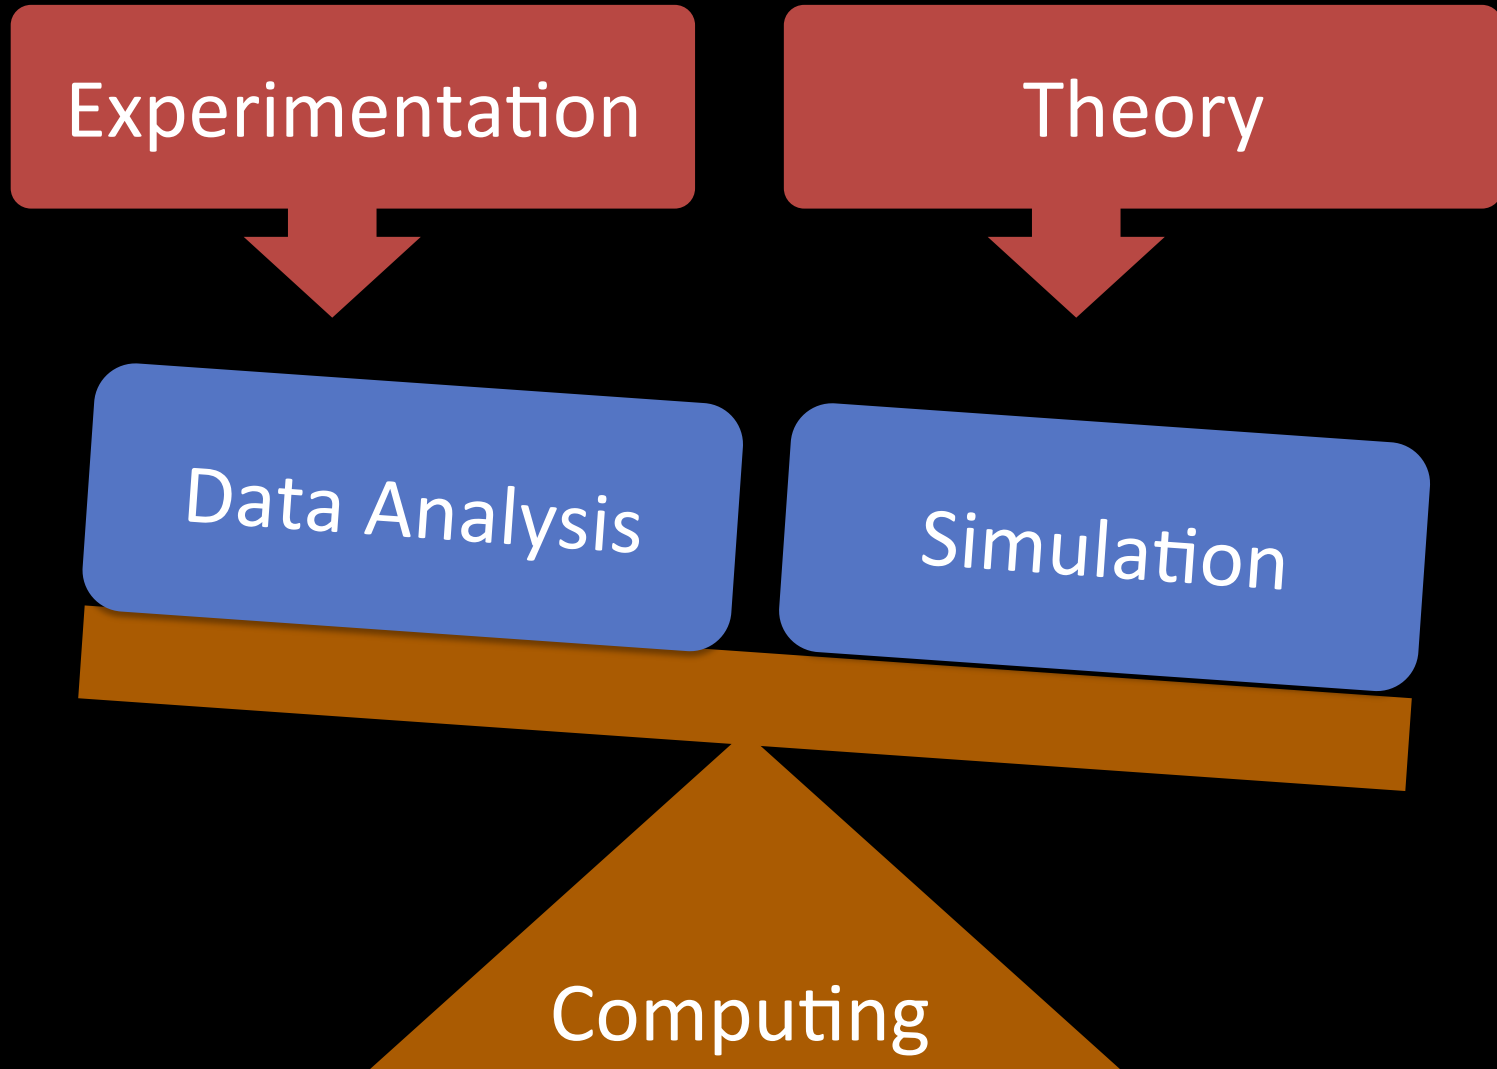 Experimentation
Theory
Data Analysis
Simulation
Computing